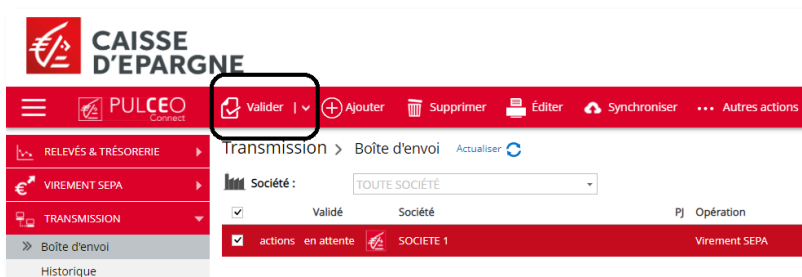 CAISSE
D'EPARGNE
PULCEO
Connect
Valider Ajouter Supprimer Éditer Synchroniser ... Autres actions
RELEVÉS & TRÉSORERIE
VIREMENT SEPA
TRANSMISSION
Boîte d'envoi
Historique
Transmission > Boîte d'envoi Actualiser
Société : TOUTE SOCIÉTÉ
Validé Société PJ Opération
actions en attente SOCIETE 1 Virement SEPA